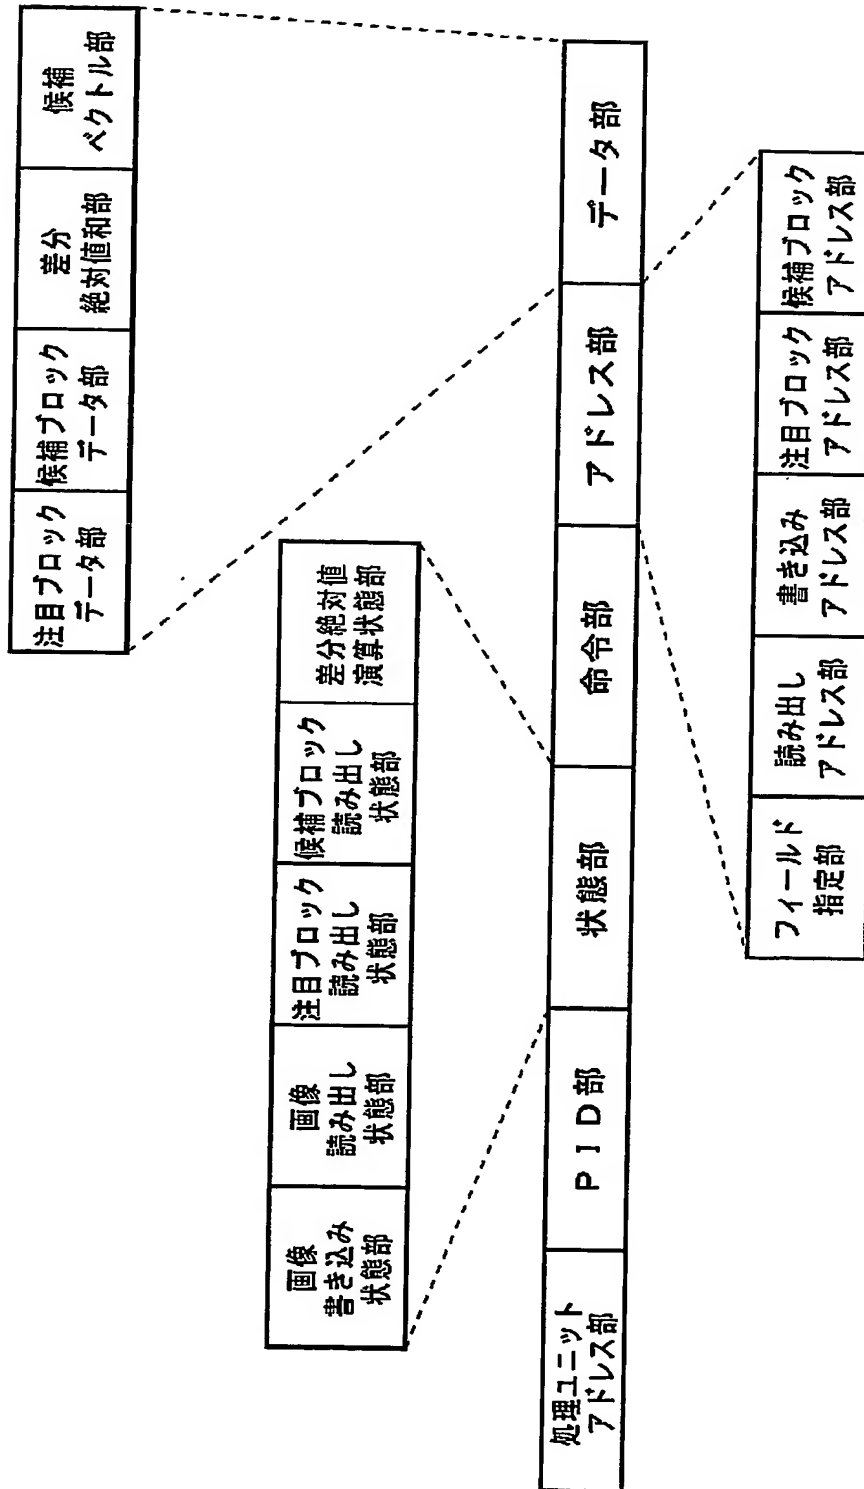 注目ブロック
データ部
候補ブロック
データ部
差分
絶対値和部
候補
ベクトル部
画像
書き込み
状態部
画像
読み出し
状態部
注目ブロック
読み出し
状態部
候補ブロック
読み出し
状態部
差分絶対値
演算状態部
処理ユニット
アドレス部
PID部
状態部
命令部
アドレス部
データ部
フィールド
指定部
読み出し
アドレス部
書き込み
アドレス部
注目ブロック
アドレス部
候補ブロック
アドレス部